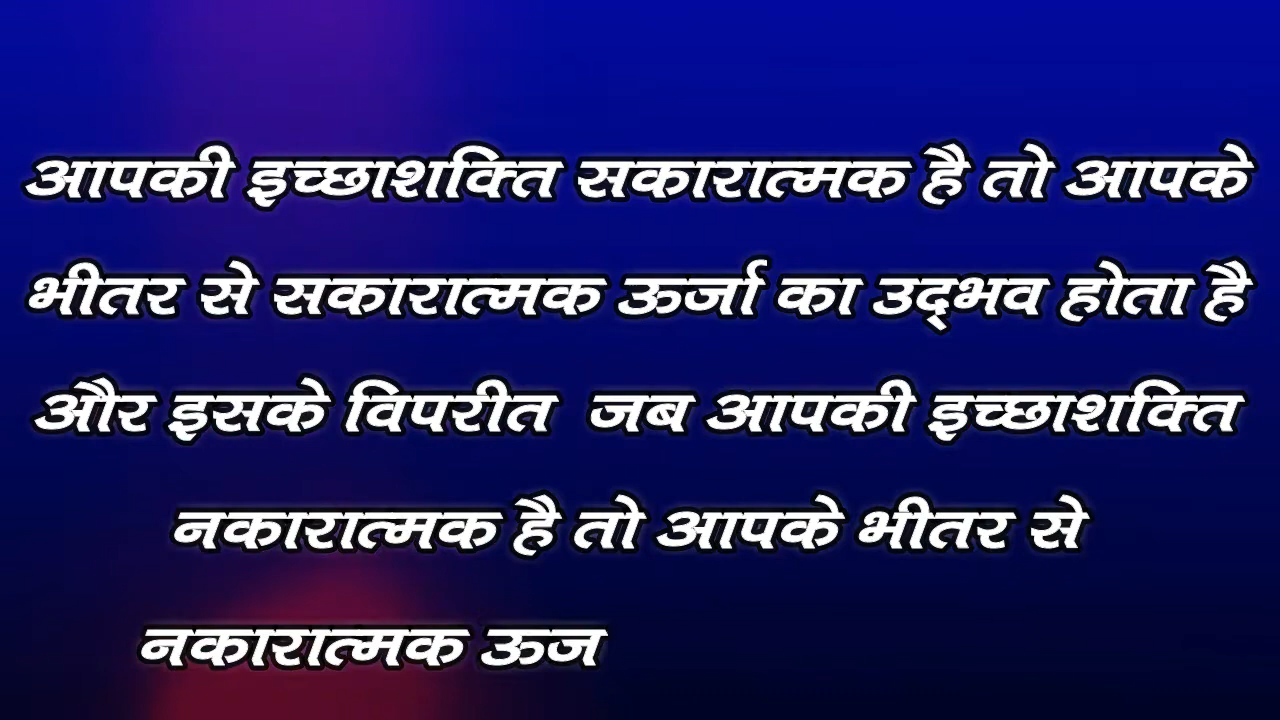 आपकी इच्छाशक्ति सकारात्मक है तो आपके
भीतर से सकारात्मक ऊर्जा का उद्भव होता है
और इसके विपरीत जब आपकी इच्छाशक्ति
नकारात्मक है तो आपके भीतर से
नकारात्मक ऊज